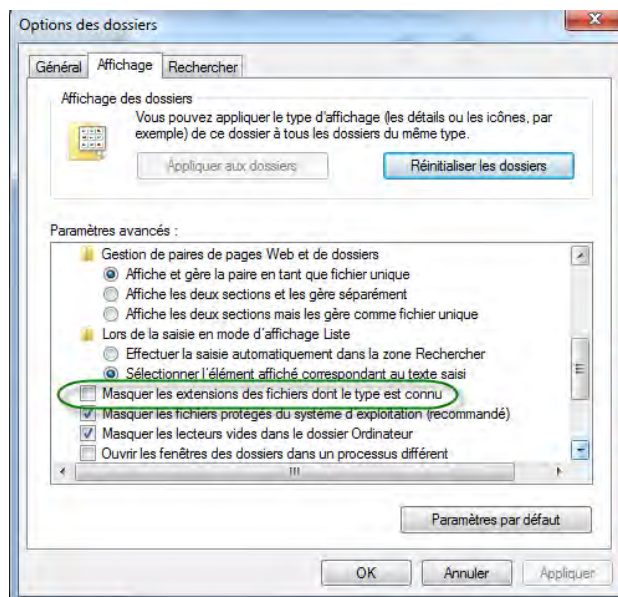 Options des dossiers
Général Affichage Rechercher
Affichage des dossiers
Vous pouvez appliquer le type d'affichage (les détails ou les icônes, par
exemple) de ce dossier à tous les dossiers du même type.
Appliquer aux dossiers Réinitialiser les dossiers
Paramètres avancés :
Gestion de paires de pages Web et de dossiers
Affiche et gère la paire en tant que fichier unique
Affiche les deux sections et les gère séparément
Affiche les deux sections mais les gère comme fichier unique
Lors de la saisie en mode d'affichage Liste
Effectuer la saisie automatiquement dans la zone Rechercher
Sélectionner l'élément affiché correspondant au texte saisi
Masquer les extensions des fichiers dont le type est connu
Masquer les fichiers protégés du système d'exploitation (recommandé)
Masquer les lecteurs vides dans le dossier Ordinateur
Ouvrir les fenêtres des dossiers dans un processus différent
Paramètres par défaut
OK Annuler Appliquer